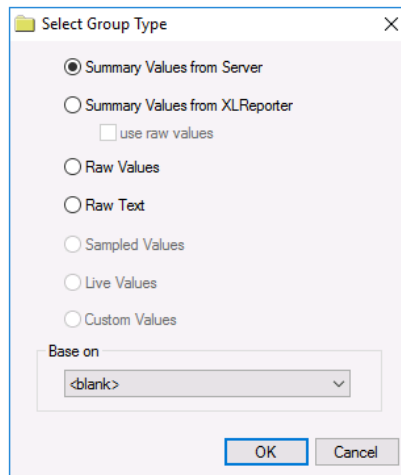 Select Group Type
Summary Values from Server
Summary Values from XLReporter
use raw values
Raw Values
Raw Text
Sampled Values
Live Values
Custom Values
Base on
<blank>
OK Cancel